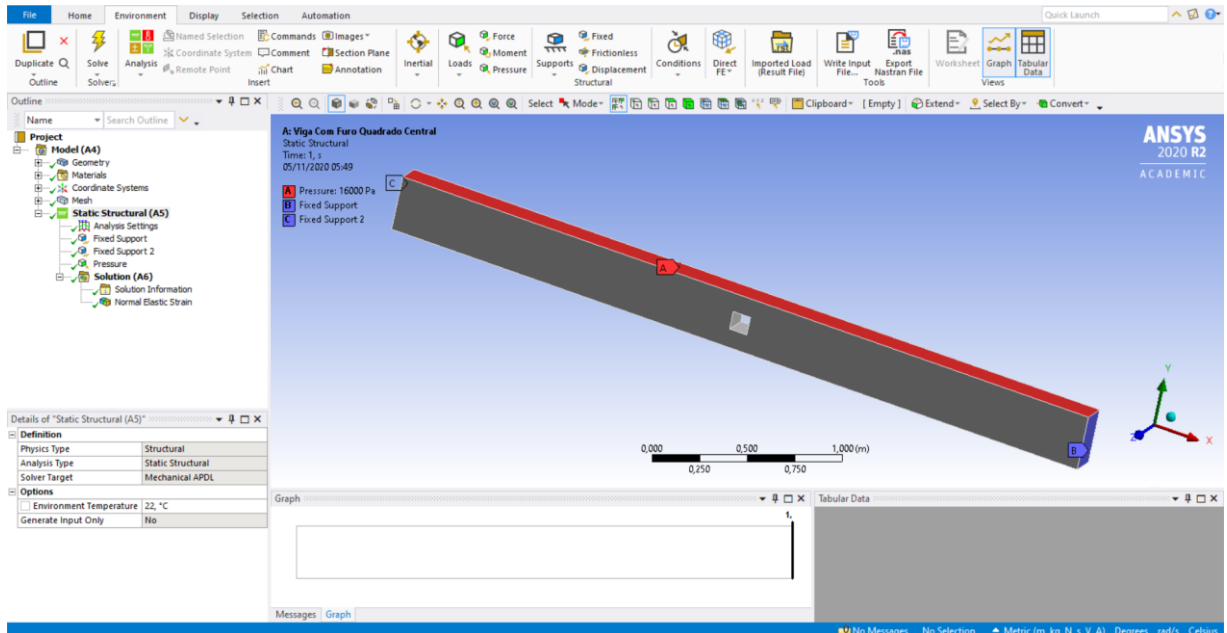 File Home Environment Display Selection Automation Quick Launch
Duplicate
Outline
Solve
Solvers
Analysis
Named Selection Commands Images
Coordinate System Comment Section Plane
Remote Point Chart Annotation
Insert
Inertial
Loads
Force
Moment
Pressure
Supports
Fixed
Frictionless
Displacement
Conditions
Direct
FE
Imported Load
(Result File)
Structural
Write Input
File...
.nas
Export
Nastran File
Tools
Worksheet
Graph
Tabular
Data
Views
Outline
Name Search Outline
Select Mode Clipboard [ Empty ] Extend Select By Convert
Project
Model (A4)
Geometry
Materials
Coordinate Systems
Mesh
Static Structural (A5)
Analysis Settings
Fixed Support
Fixed Support 2
Pressure
Solution (A6)
Solution Information
Normal Elastic Strain
A: Viga Com Furo Quadrado Central
Static Structural
Time: 1, s
05/11/2020 05:49
A Pressure: 16000 Pa
B Fixed Support
C Fixed Support 2
C
A
B
ANSYS
2020 R2
ACADEMIC
Y
Z
X
0,000 0,500 1,000 (m)
0,250 0,750
Details of "Static Structural (A5)"
Definition
Physics Type Structural
Analysis Type Static Structural
Solver Target Mechanical APDL
Options
Environment Temperature 22, °C
Generate Input Only No
Graph
1,
Messages Graph
Tabular Data
No Messages No Selection Metric (m, kg, N, s, V, A) Degrees rad/s Celsius